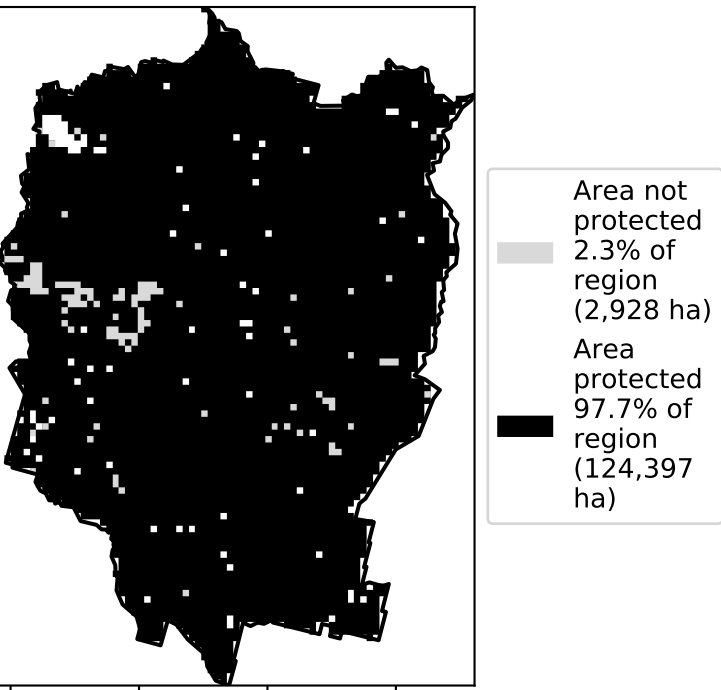 Area not
protected
2.3% of
region
(2,928 ha)
Area
protected
97.7% of
region
(124,397
ha)